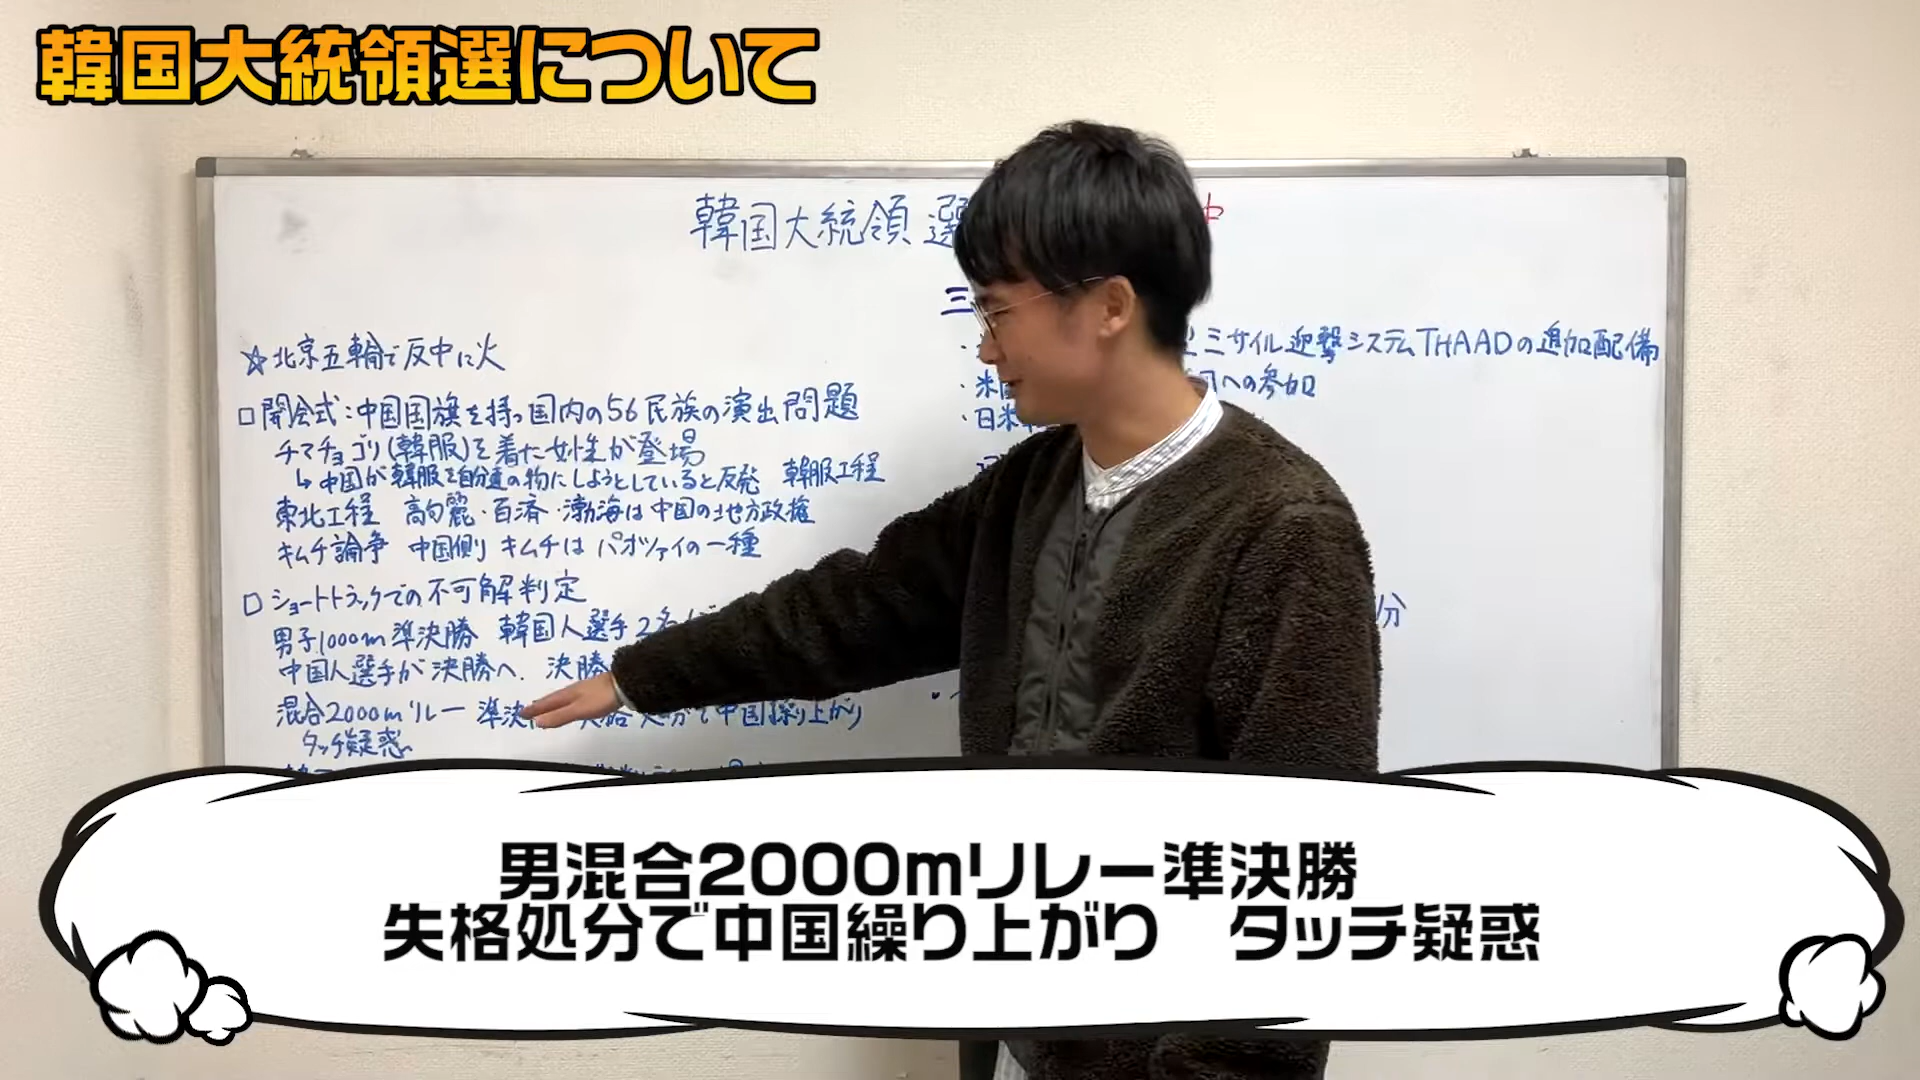 韓国大統領選について
韓国大統領選
三
ミサイル迎撃システムTHAADの追加配備
・米国への参加
・日米
☆北京五輪で反中に火
□開会式:中国国旗を持つ国内の56民族の演出問題
チマチョゴリ(韓服)を着た女性が登場
↳中国が韓服を自分達の物にしようとしていると反発 韓服工程
東北工程 高句麗・百済・渤海は中国の地方政権
キムチ論争 中国側 キムチは パオツァイの一種
□ショートトラックでの不可解判定
男子1000m準決勝 韓国人選手2名が
中国人選手が決勝へ. 決勝
混合2000mリレー 準決 失格処分で中国繰り上がり
タッチ疑惑
分
男混合2000mリレー準決勝
失格処分で中国繰り上がり タッチ疑惑